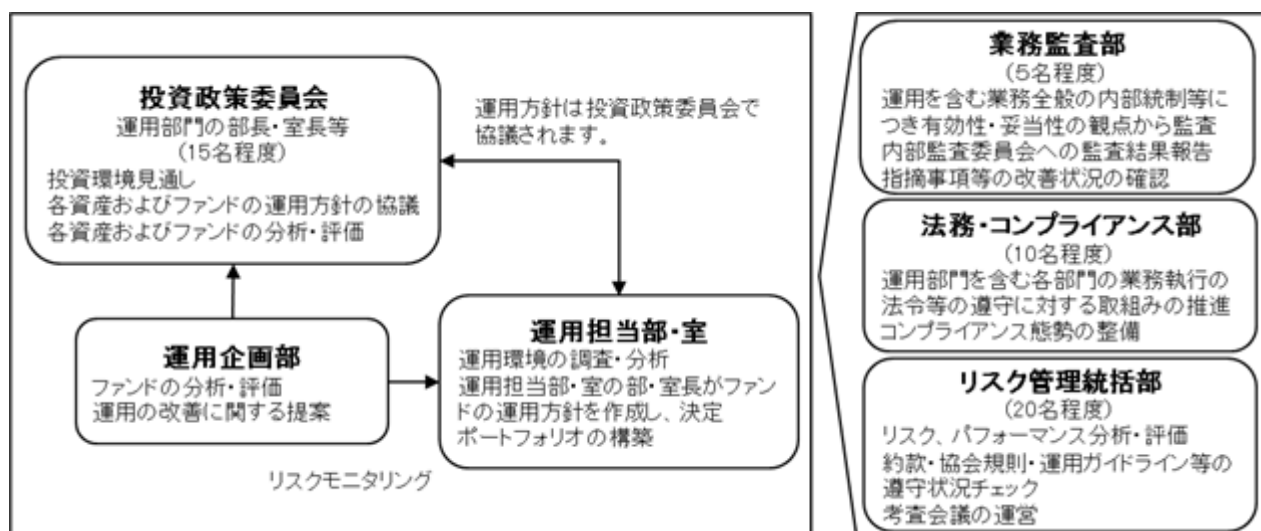 投資政策委員会
運用部門の部長・室長等
(15名程度)
投資環境見通し
各資産およびファンドの運用方針の協議
各資産およびファンドの分析・評価
運用方針は投資政策委員会で
協議されます。
運用企画部
ファンドの分析・評価
運用の改善に関する提案
運用担当部・室
運用環境の調査・分析
運用担当部・室の部・室長がファン
ドの運用方針を作成し、決定
ポートフォリオの構築
リスクモニタリング
業務監査部
(5名程度)
運用を含む業務全般の内部統制等に
つき有効性・妥当性の観点から監査
内部監査委員会への監査結果報告
指摘事項等の改善状況の確認
法務・コンプライアンス部
(10名程度)
運用部門を含む各部門の業務執行の
法令等の遵守に対する取組みの推進
コンプライアンス態勢の整備
リスク管理統括部
(20名程度)
リスク、パフォーマンス分析・評価
約款・協会規則・運用ガイドライン等の
遵守状況チェック
考査会議の運営